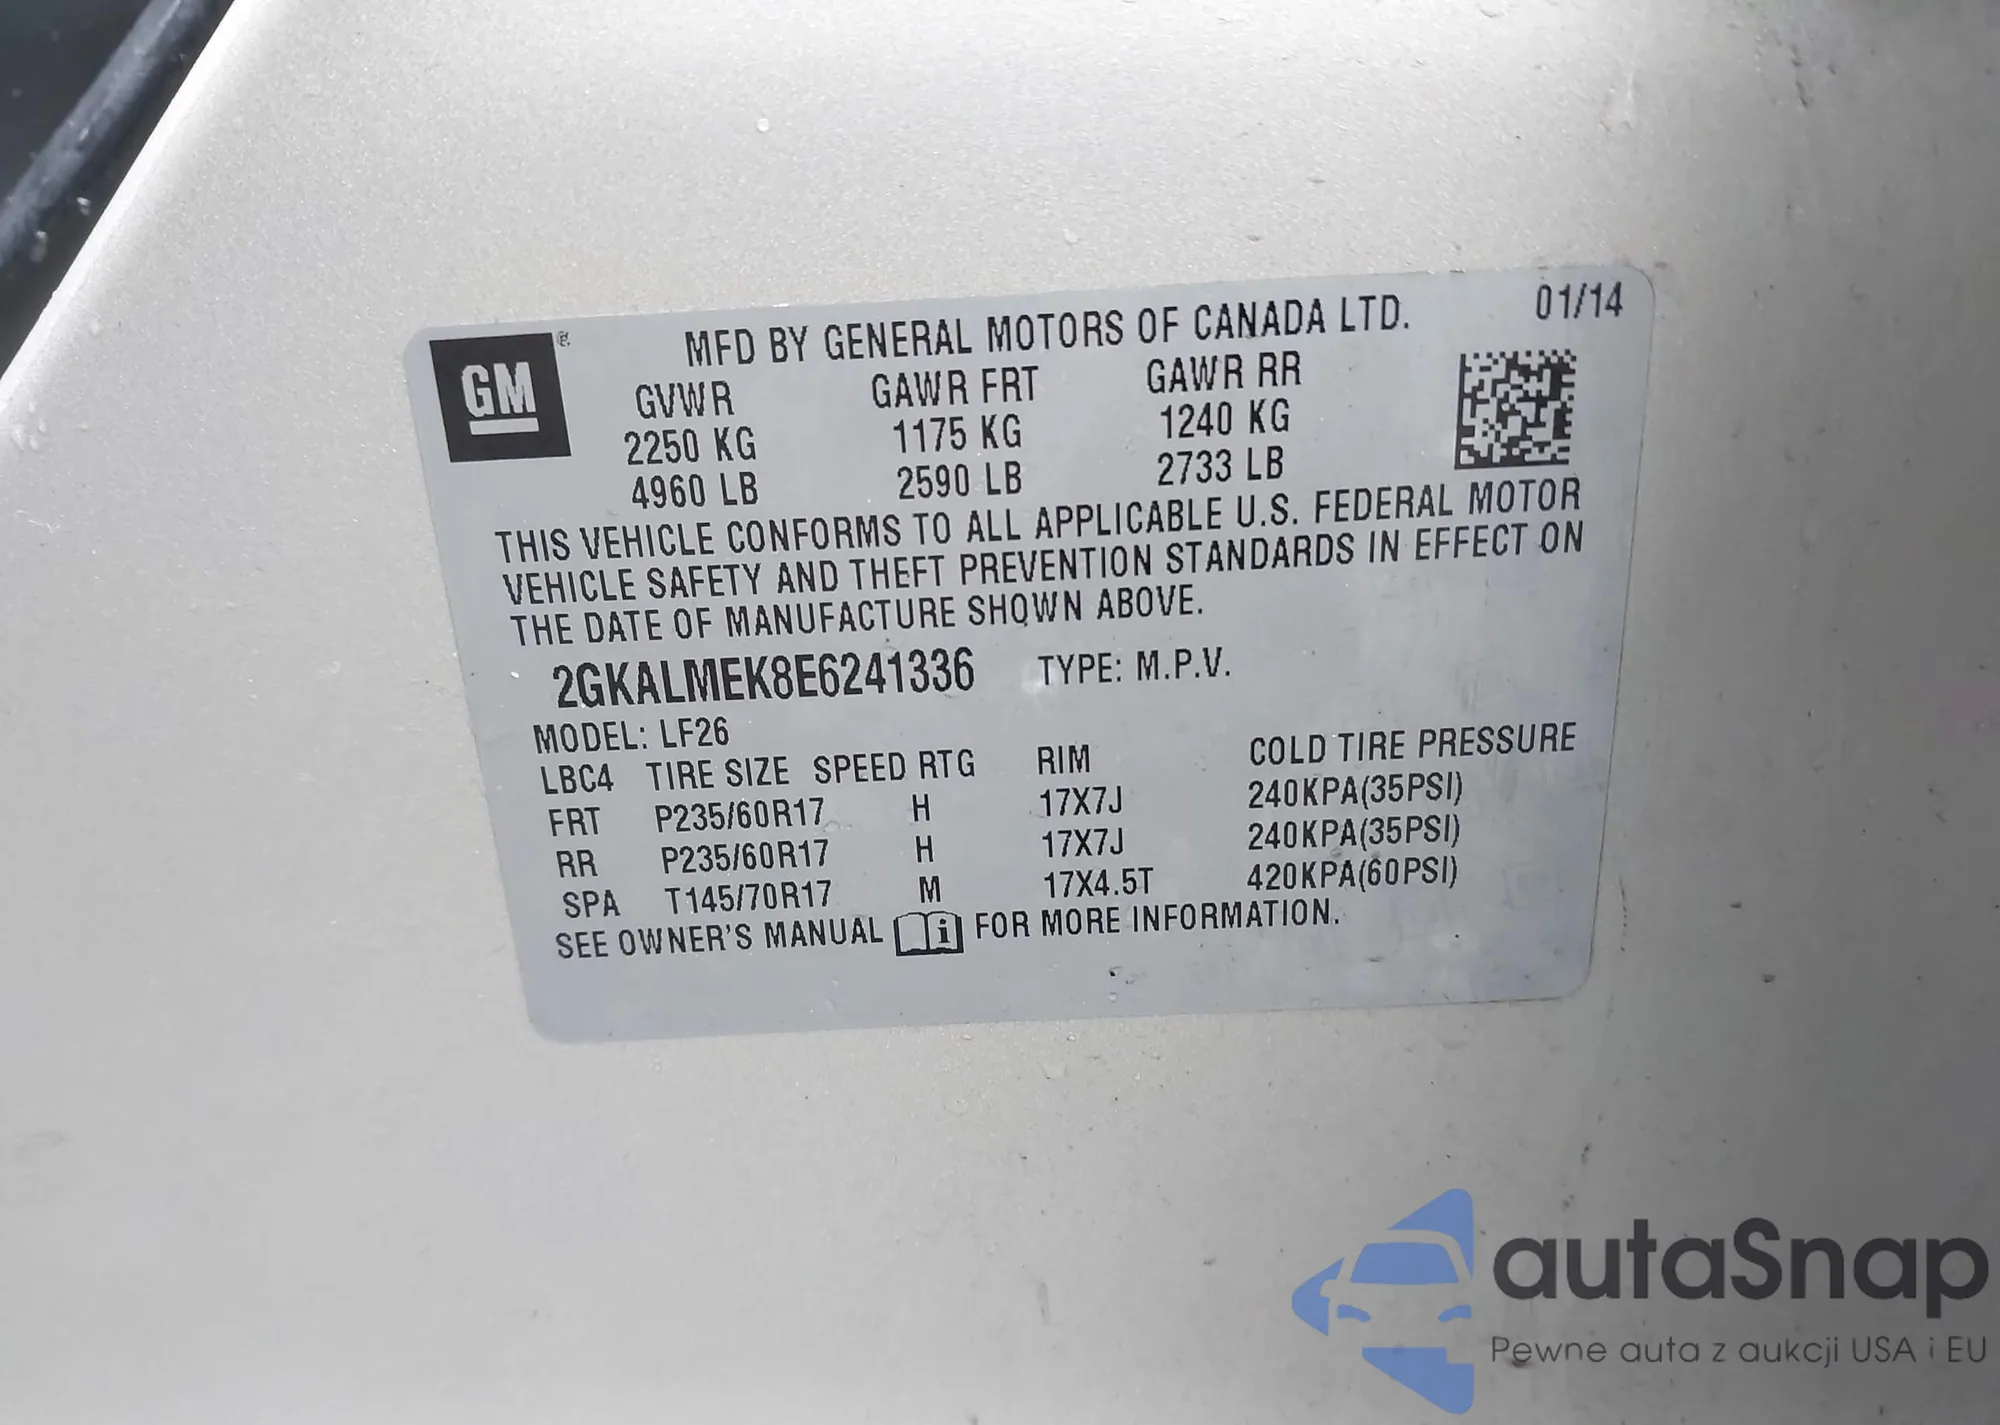 GM ®
MFD BY GENERAL MOTORS OF CANADA LTD. 01/14
GVWR GAWR FRT GAWR RR
2250 KG 1175 KG 1240 KG
4960 LB 2590 LB 2733 LB
THIS VEHICLE CONFORMS TO ALL APPLICABLE U.S. FEDERAL MOTOR
VEHICLE SAFETY AND THEFT PREVENTION STANDARDS IN EFFECT ON
THE DATE OF MANUFACTURE SHOWN ABOVE.
2GKALMEK8E6241336 TYPE: M.P.V.
MODEL: LF26
LBC4 TIRE SIZE SPEED RTG RIM COLD TIRE PRESSURE
FRT P235/60R17 H 17X7J 240KPA(35PSI)
RR P235/60R17 H 17X7J 240KPA(35PSI)
SPA T145/70R17 M 17X4.5T 420KPA(60PSI)
SEE OWNER'S MANUAL i FOR MORE INFORMATION.
autaSnap
Pewne auta z aukcji USA i EU